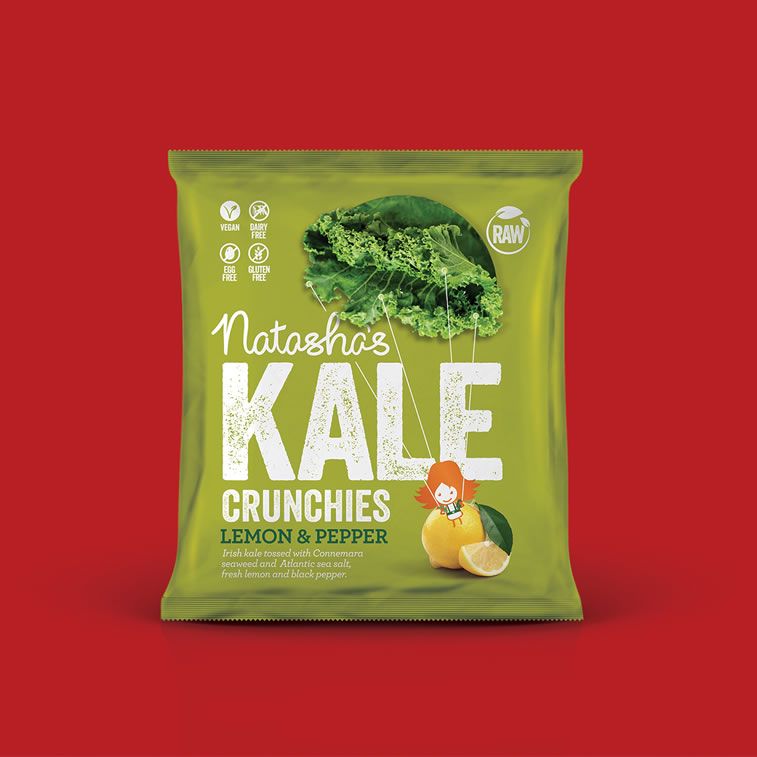 VEGAN
DAIRY
FREE
EGG
FREE
GLUTEN
FREE
RAW
Natasha's
KALE
CRUNCHIES
LEMON & PEPPER
Irish kale tossed with Connemara
seaweed and Atlantic sea salt,
fresh lemon and black pepper.